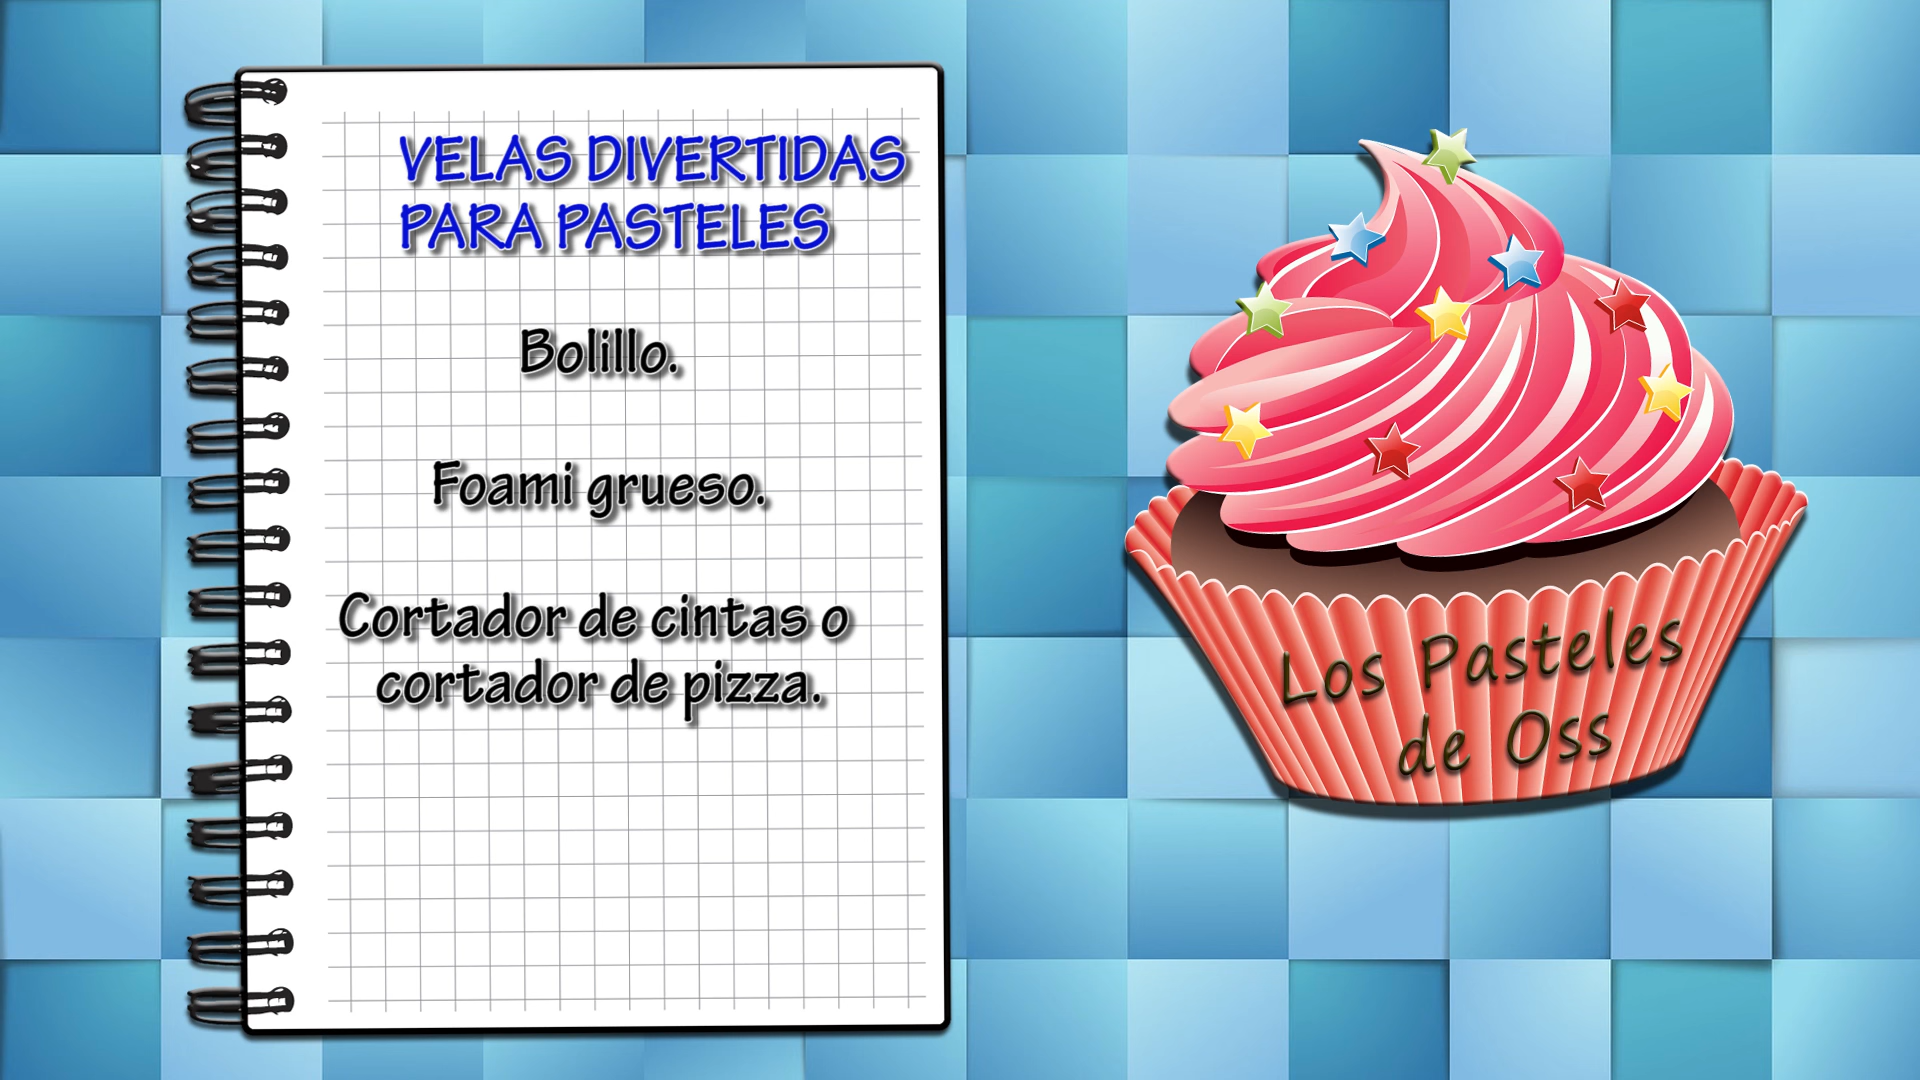 VELAS DIVERTIDAS
PARA PASTELES
Bolillo.
Foami grueso.
Cortador de cintas o
cortador de pizza.
Los Pasteles
de Oss